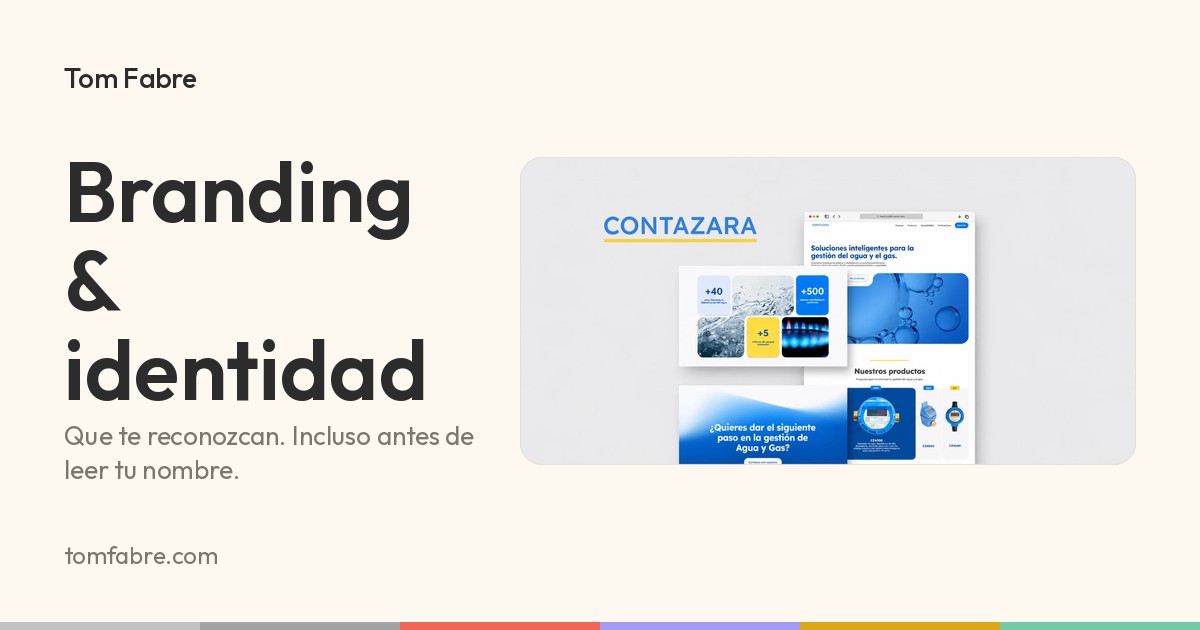 Tom Fabre
Branding
&
identidad
Que te reconozcan. Incluso antes de
leer tu nombre.
tomfabre.com
CONTAZARA
Soluciones inteligentes para la
gestión del agua y el gas.
+40
+500
+5
Nuestros productos
¿Quieres dar el siguiente
paso en la gestión de
Agua y Gas?